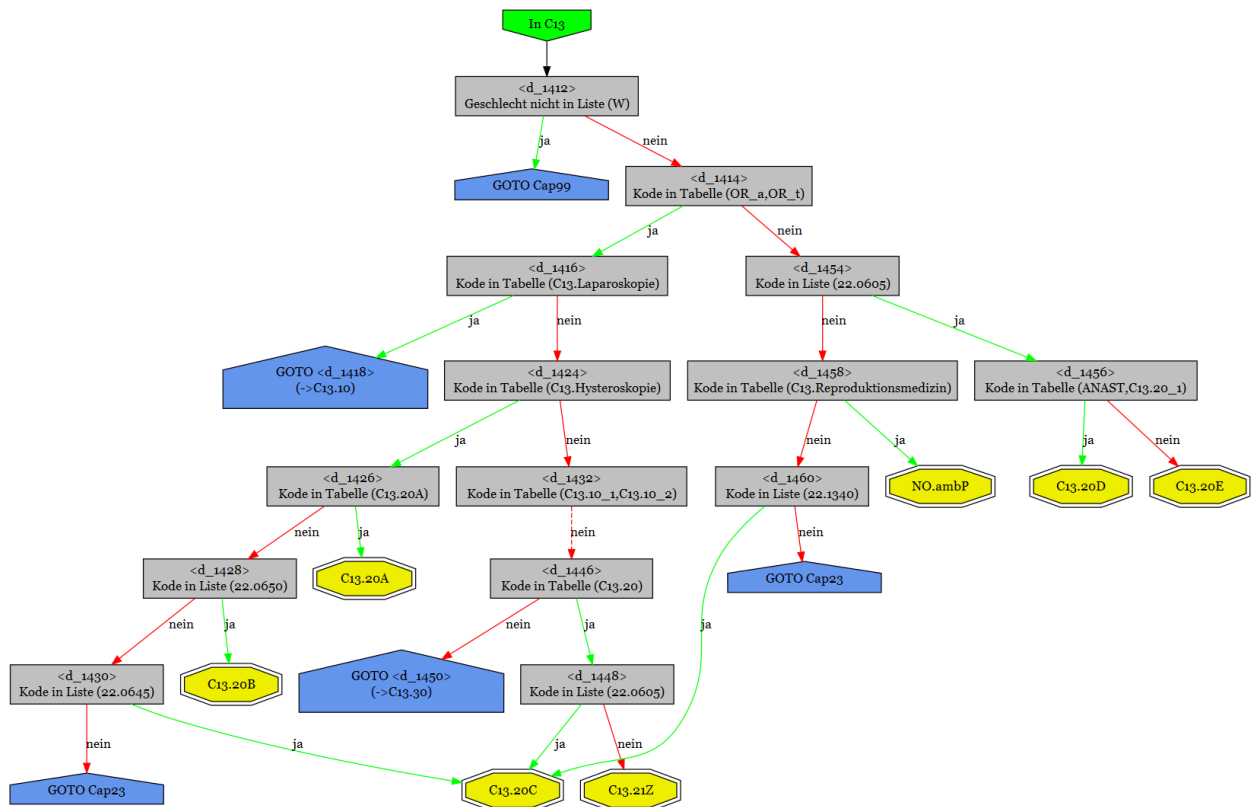 In C13
<d_1412>
Geschlecht nicht in Liste (W)
ja
nein
GOTO Cap99
<d_1414>
Kode in Tabelle (OR_a,OR_t)
ja
nein
<d_1416>
Kode in Tabelle (C13.Laparoskopie)
<d_1454>
Kode in Liste (22.0605)
ja
nein
nein
ja
GOTO <d_1418>
(->C13.10)
<d_1424>
Kode in Tabelle (C13.Hysteroskopie)
<d_1458>
Kode in Tabelle (C13.Reproduktionsmedizin)
<d_1456>
Kode in Tabelle (ANAST,C13.20_1)
ja
nein
nein
ja
ja
nein
<d_1426>
Kode in Tabelle (C13.20A)
<d_1432>
Kode in Tabelle (C13.10_1,C13.10_2)
<d_1460>
Kode in Liste (22.1340)
NO.ambP
C13.20D
C13.20E
nein
ja
nein
nein
<d_1428>
Kode in Liste (22.0650)
C13.20A
<d_1446>
Kode in Tabelle (C13.20)
GOTO Cap23
nein
ja
nein
ja
ja
<d_1430>
Kode in Liste (22.0645)
C13.20B
GOTO <d_1450>
(->C13.30)
<d_1448>
Kode in Liste (22.0605)
nein
ja
ja
nein
GOTO Cap23
C13.20C
C13.21Z